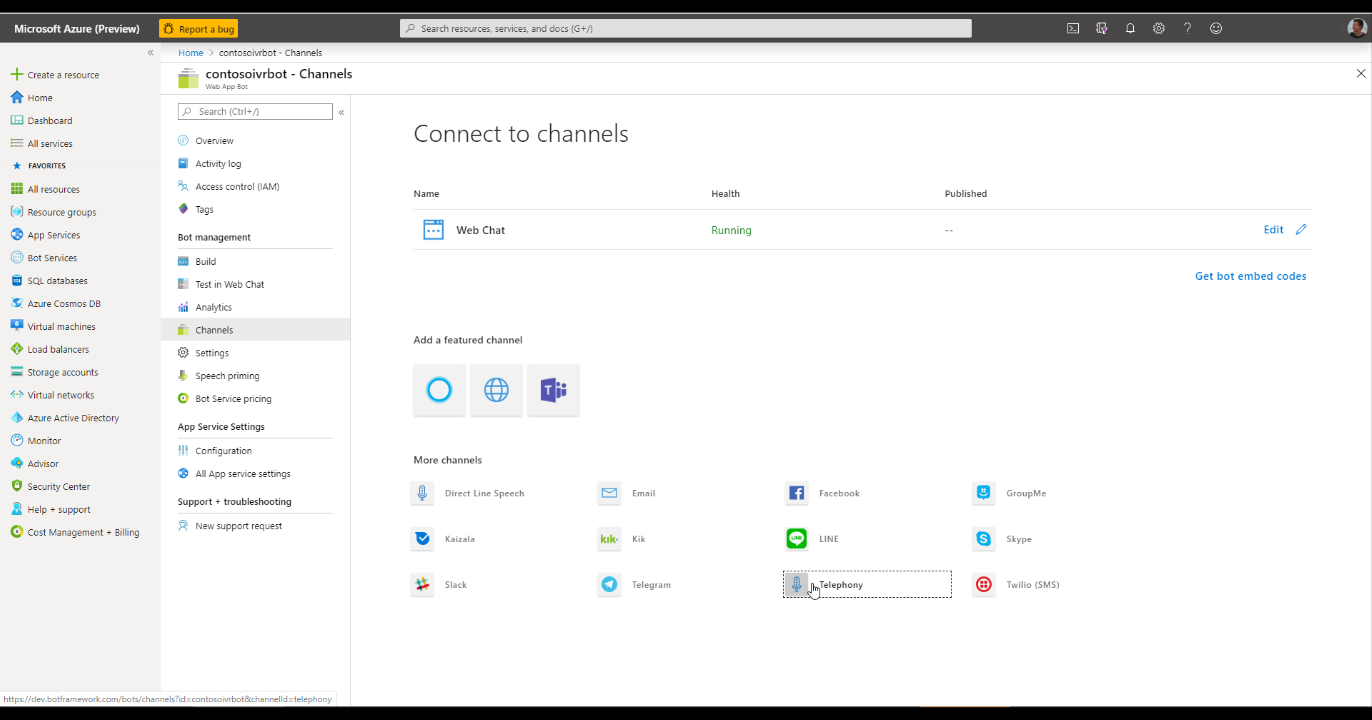 Microsoft Azure (Preview)
Report a bug
Search resources, services, and docs (G+/)
«
Home > contosoivrbot - Channels
contosoivrbot - Channels
Web App Bot
Create a resource
Home
Dashboard
All services
FAVORITES
All resources
Resource groups
App Services
Bot Services
SQL databases
Azure Cosmos DB
Virtual machines
Load balancers
Storage accounts
Virtual networks
Azure Active Directory
Monitor
Advisor
Security Center
Help + support
Cost Management + Billing
Search (Ctrl+/)
«
Overview
Activity log
Access control (IAM)
Tags
Bot management
Build
Test in Web Chat
Analytics
Channels
Settings
Speech priming
Bot Service pricing
App Service Settings
Configuration
All App service settings
Support + troubleshooting
New support request
Connect to channels
Name Health Published
Web Chat Running -- Edit
Get bot embed codes
Add a featured channel
More channels
Direct Line Speech Email Facebook GroupMe
Kaizala kik Kik LINE LINE Skype
Slack Telegram Telephony Twilio (SMS)
https://dev.botframework.com/bots/channels?id=contosoivrbot&channelId=telephony